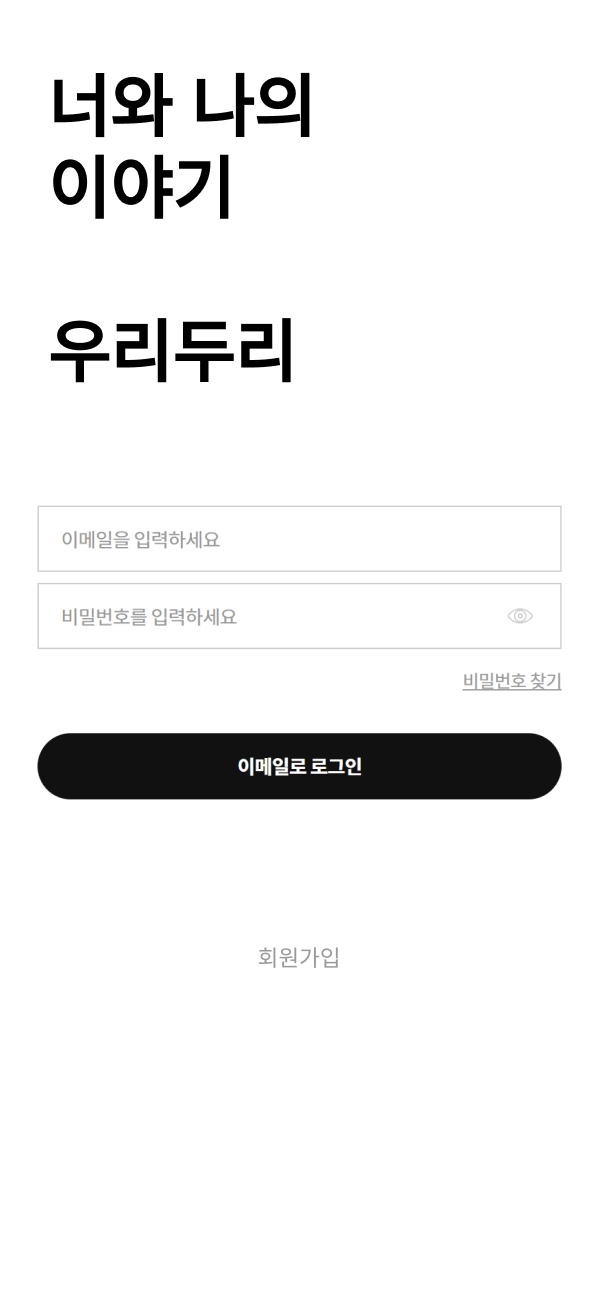 너와 나의
이야기
우리두리
이메일을 입력하세요
비밀번호를 입력하세요
비밀번호 찾기
이메일로 로그인
회원가입